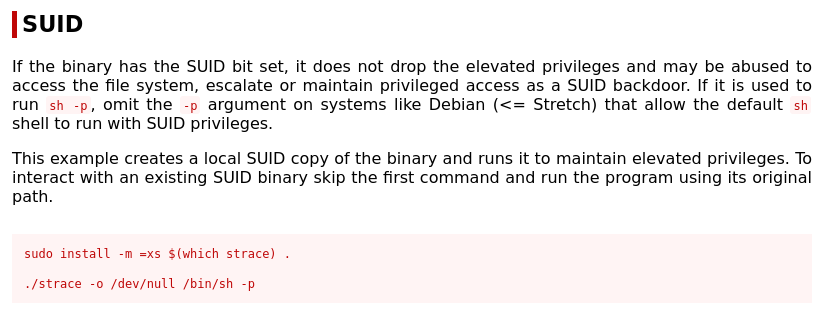 SUID
If the binary has the SUID bit set, it does not drop the elevated privileges and may be abused to
access the file system, escalate or maintain privileged access as a SUID backdoor. If it is used to
run sh -p, omit the -p argument on systems like Debian (<= Stretch) that allow the default sh
shell to run with SUID privileges.
This example creates a local SUID copy of the binary and runs it to maintain elevated privileges. To
interact with an existing SUID binary skip the first command and run the program using its original
path.
sudo install -m =xs $(which strace) .
./strace -o /dev/null /bin/sh -p